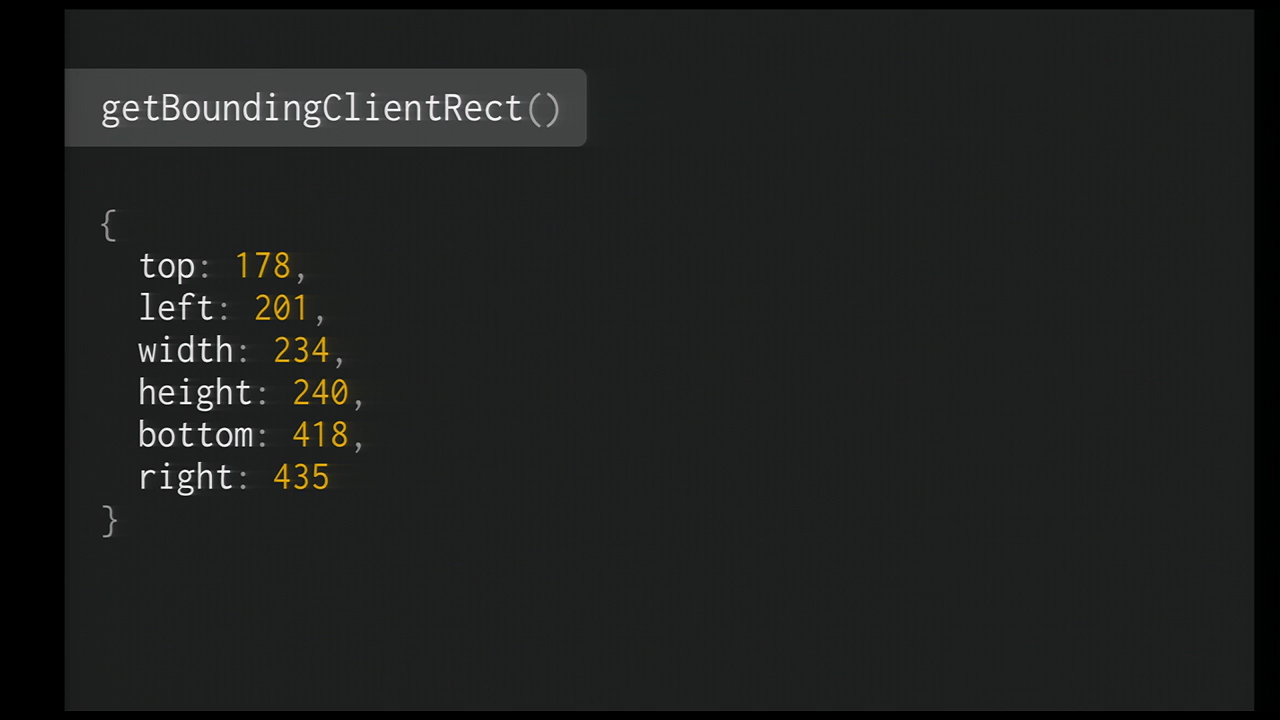 getBoundingClientRect()
{
top: 178,
left: 201,
width: 234,
height: 240,
bottom: 418,
right: 435
}